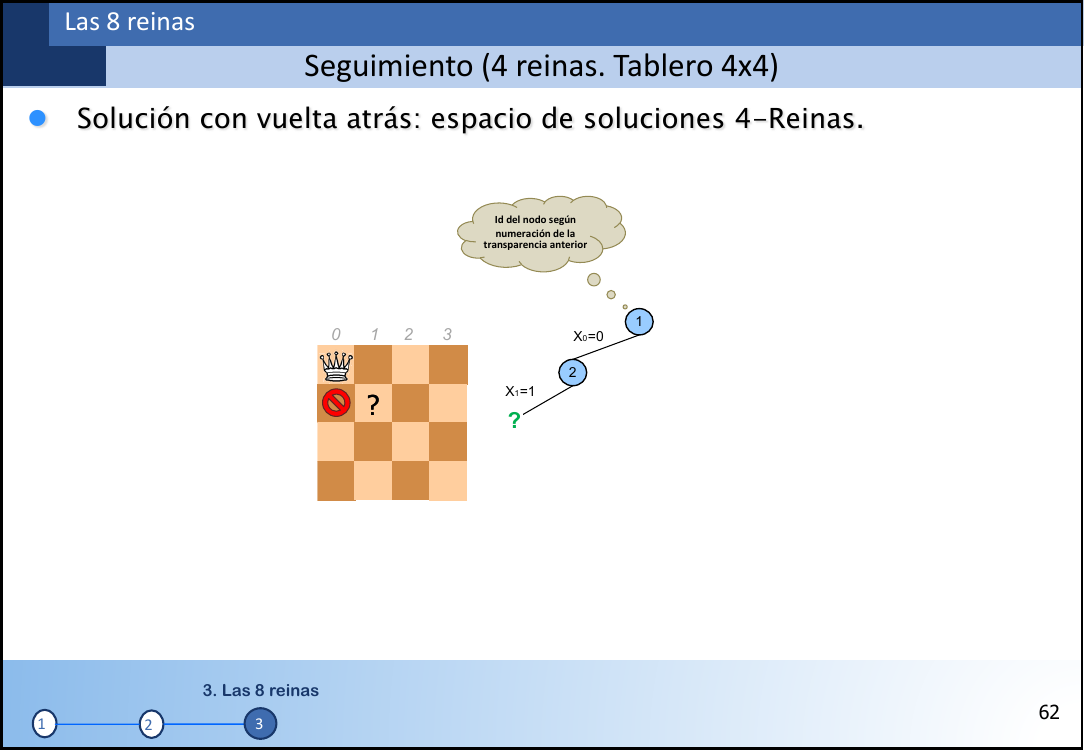 Las 8 reinas
Seguimiento (4 reinas. Tablero 4x4)
Solución con vuelta atrás: espacio de soluciones 4-Reinas.
Id del nodo según
numeración de la
transparencia anterior
1
0 1 2 3
X₀=0
2
X₁=1
?
?
3. Las 8 reinas
1 2 3
62